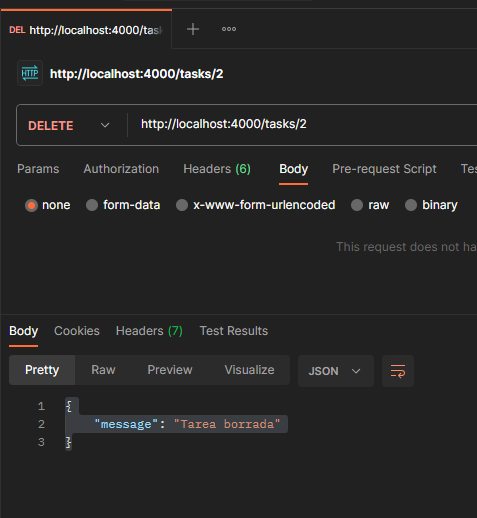 DEL http://localhost:4000/tas
HTTP http://localhost:4000/tasks/2
DELETE http://localhost:4000/tasks/2
Params Authorization Headers (6) Body Pre-request Script Tes
none form-data x-www-form-urlencoded raw binary
This request does not ha
Body Cookies Headers (7) Test Results
Pretty Raw Preview Visualize JSON
1 {
2 "message": "Tarea borrada"
3 }